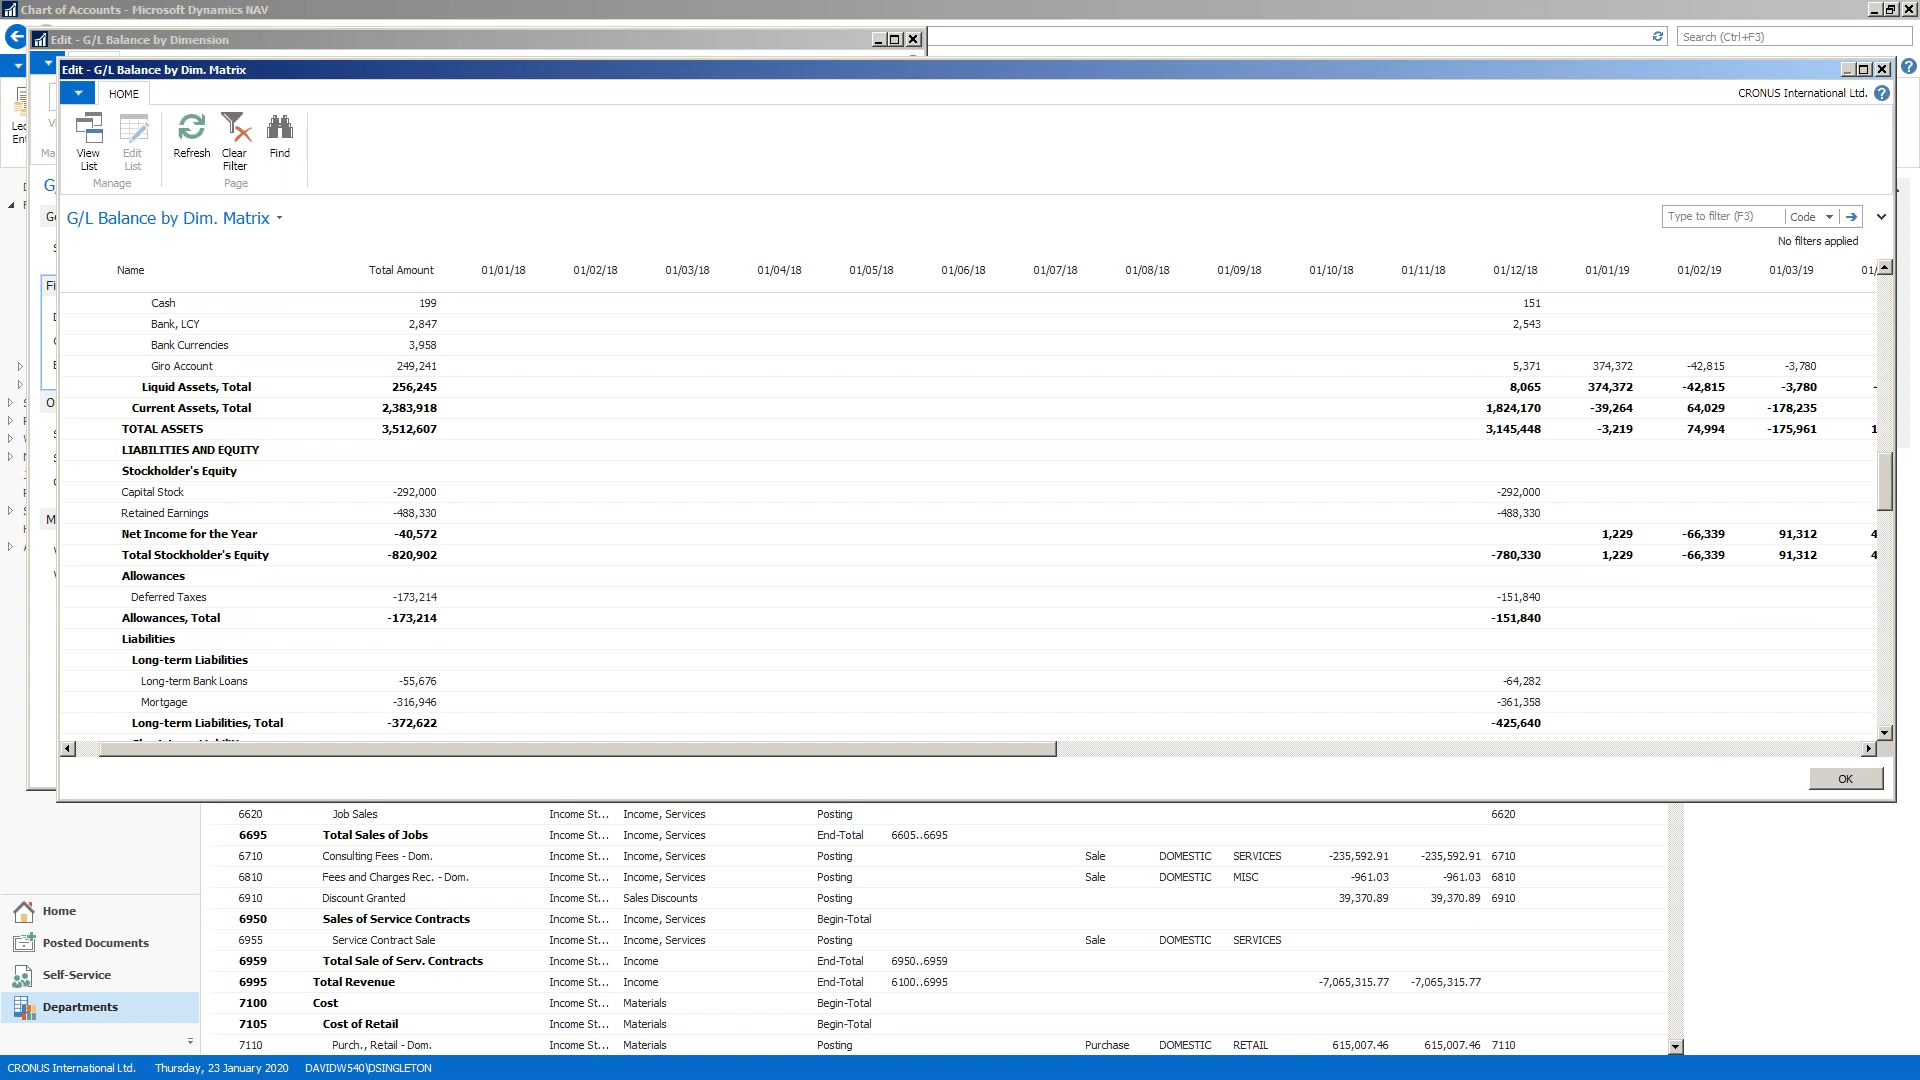 Chart of Accounts - Microsoft Dynamics NAV
Edit - G/L Balance by Dimension
Search (Ctrl+F3)
Edit - G/L Balance by Dim. Matrix
HOME
CRONUS International Ltd.
View List
Edit List
Refresh
Clear Filter
Find
Manage
Page
G/L Balance by Dim. Matrix
Type to filter (F3)
Code
No filters applied
Name Total Amount 01/01/18 01/02/18 01/03/18 01/04/18 01/05/18 01/06/18 01/07/18 01/08/18 01/09/18 01/10/18 01/11/18 01/12/18 01/01/19 01/02/19 01/03/19 01/
Cash 199 151
Bank, LCY 2,847 2,543
Bank Currencies 3,958
Giro Account 249,241 5,371 374,372 -42,815 -3,780
Liquid Assets, Total 256,245 8,065 374,372 -42,815 -3,780 -
Current Assets, Total 2,383,918 1,824,170 -39,264 64,029 -178,235
TOTAL ASSETS 3,512,607 3,145,448 -3,219 74,994 -175,961 1
LIABILITIES AND EQUITY
Stockholder's Equity
Capital Stock -292,000 -292,000
Retained Earnings -488,330 -488,330
Net Income for the Year -40,572 1,229 -66,339 91,312 4
Total Stockholder's Equity -820,902 -780,330 1,229 -66,339 91,312 4
Allowances
Deferred Taxes -173,214 -151,840
Allowances, Total -173,214 -151,840
Liabilities
Long-term Liabilities
Long-term Bank Loans -55,676 -64,282
Mortgage -316,946 -361,358
Long-term Liabilities, Total -372,622 -425,640
OK
6620 Job Sales Income St... Income, Services Posting 6620
6695 Total Sales of Jobs Income St... Income, Services End-Total 6605..6695
6710 Consulting Fees - Dom. Income St... Income, Services Posting Sale DOMESTIC SERVICES -235,592.91 -235,592.91 6710
6810 Fees and Charges Rec. - Dom. Income St... Income, Services Posting Sale DOMESTIC MISC -961.03 -961.03 6810
6910 Discount Granted Income St... Sales Discounts Posting 39,370.89 39,370.89 6910
6950 Sales of Service Contracts Income St... Income, Services Begin-Total
6955 Service Contract Sale Income St... Income, Services Posting Sale DOMESTIC SERVICES
6959 Total Sale of Serv. Contracts Income St... Income End-Total 6950..6959
6995 Total Revenue Income St... Income End-Total 6100..6995 -7,065,315.77 -7,065,315.77
7100 Cost Income St... Materials Begin-Total
7105 Cost of Retail Income St... Materials Begin-Total
7110 Purch., Retail - Dom. Income St... Materials Posting Purchase DOMESTIC RETAIL 615,007.46 615,007.46 7110
Home
Posted Documents
Self-Service
Departments
CRONUS International Ltd. Thursday, 23 January 2020 DAVIDW540\DSINGLETON